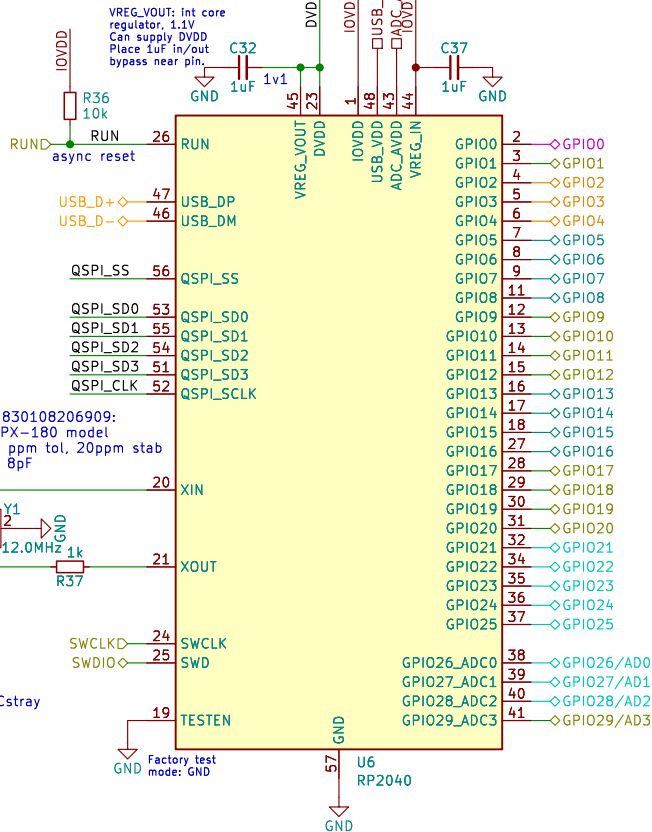 VREG_VOUT: int core
regulator, 1.1V
Can supply DVDD
Place 1uF in/out
bypass near pin.
DVD
IOVDD
USB_
ADC_
IOVD
IOVDD
C32
1uF
GND
1v1
C37
1uF
GND
R36
10k
RUN
RUN
async reset
45
23
1
48
43
44
VREG_VOUT
DVDD
IOVDD
USB_VDD
ADC_AVDD
VREG_IN
26 RUN
USB_D+ 47 USB_DP
USB_D- 46 USB_DM
QSPI_SS 56 QSPI_SS
QSPI_SD0 53 QSPI_SD0
QSPI_SD1 55 QSPI_SD1
QSPI_SD2 54 QSPI_SD2
QSPI_SD3 51 QSPI_SD3
QSPI_CLK 52 QSPI_SCLK
830108206909:
PX-180 model
ppm tol, 20ppm stab
8pF
20 XIN
Y1
2
GND
12.0MHz
1k
R37
21 XOUT
SWCLK 24 SWCLK
SWDIO 25 SWD
Cstray
19 TESTEN
GND
Factory test
mode: GND
GPIO0 2 GPIO0
GPIO1 3 GPIO1
GPIO2 4 GPIO2
GPIO3 5 GPIO3
GPIO4 6 GPIO4
GPIO5 7 GPIO5
GPIO6 8 GPIO6
GPIO7 9 GPIO7
GPIO8 11 GPIO8
GPIO9 12 GPIO9
GPIO10 13 GPIO10
GPIO11 14 GPIO11
GPIO12 15 GPIO12
GPIO13 16 GPIO13
GPIO14 17 GPIO14
GPIO15 18 GPIO15
GPIO16 27 GPIO16
GPIO17 28 GPIO17
GPIO18 29 GPIO18
GPIO19 30 GPIO19
GPIO20 31 GPIO20
GPIO21 32 GPIO21
GPIO22 34 GPIO22
GPIO23 35 GPIO23
GPIO24 36 GPIO24
GPIO25 37 GPIO25
GPIO26_ADC0 38 GPIO26/AD0
GPIO27_ADC1 39 GPIO27/AD1
GPIO28_ADC2 40 GPIO28/AD2
GPIO29_ADC3 41 GPIO29/AD3
GND
57
GND
U6
RP2040